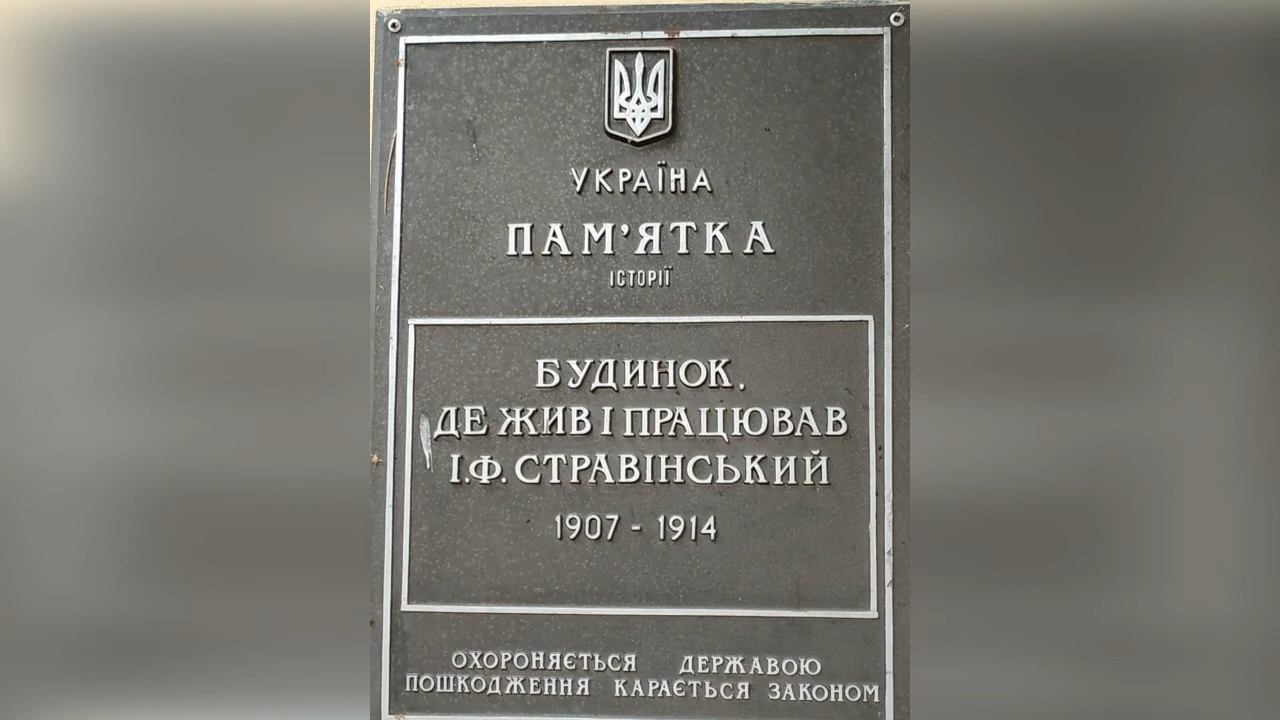 УКРАЇНА
ПАМ'ЯТКА
ІСТОРІЇ
БУДИНОК,
ДЕ ЖИВ І ПРАЦЮВАВ
І.Ф. СТРАВІНСЬКИЙ
1907 - 1914
ОХОРОНЯЄТЬСЯ ДЕРЖАВОЮ
ПОШКОДЖЕННЯ КАРАЄТЬСЯ ЗАКОНОМ